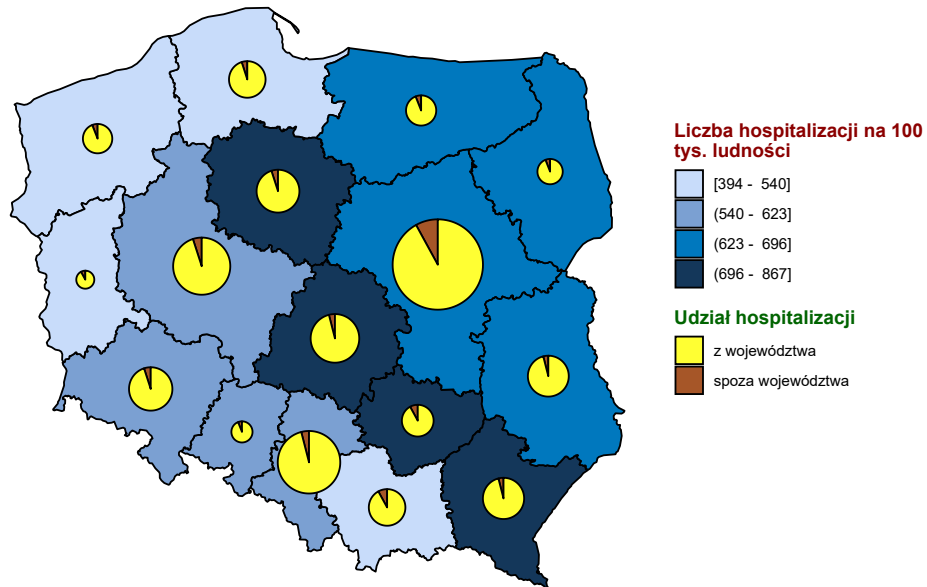 Liczba hospitalizacji na 100
tys. ludności
[394 - 540]
(540 - 623]
(623 - 696]
(696 - 867]
Udział hospitalizacji
z województwa
spoza województwa